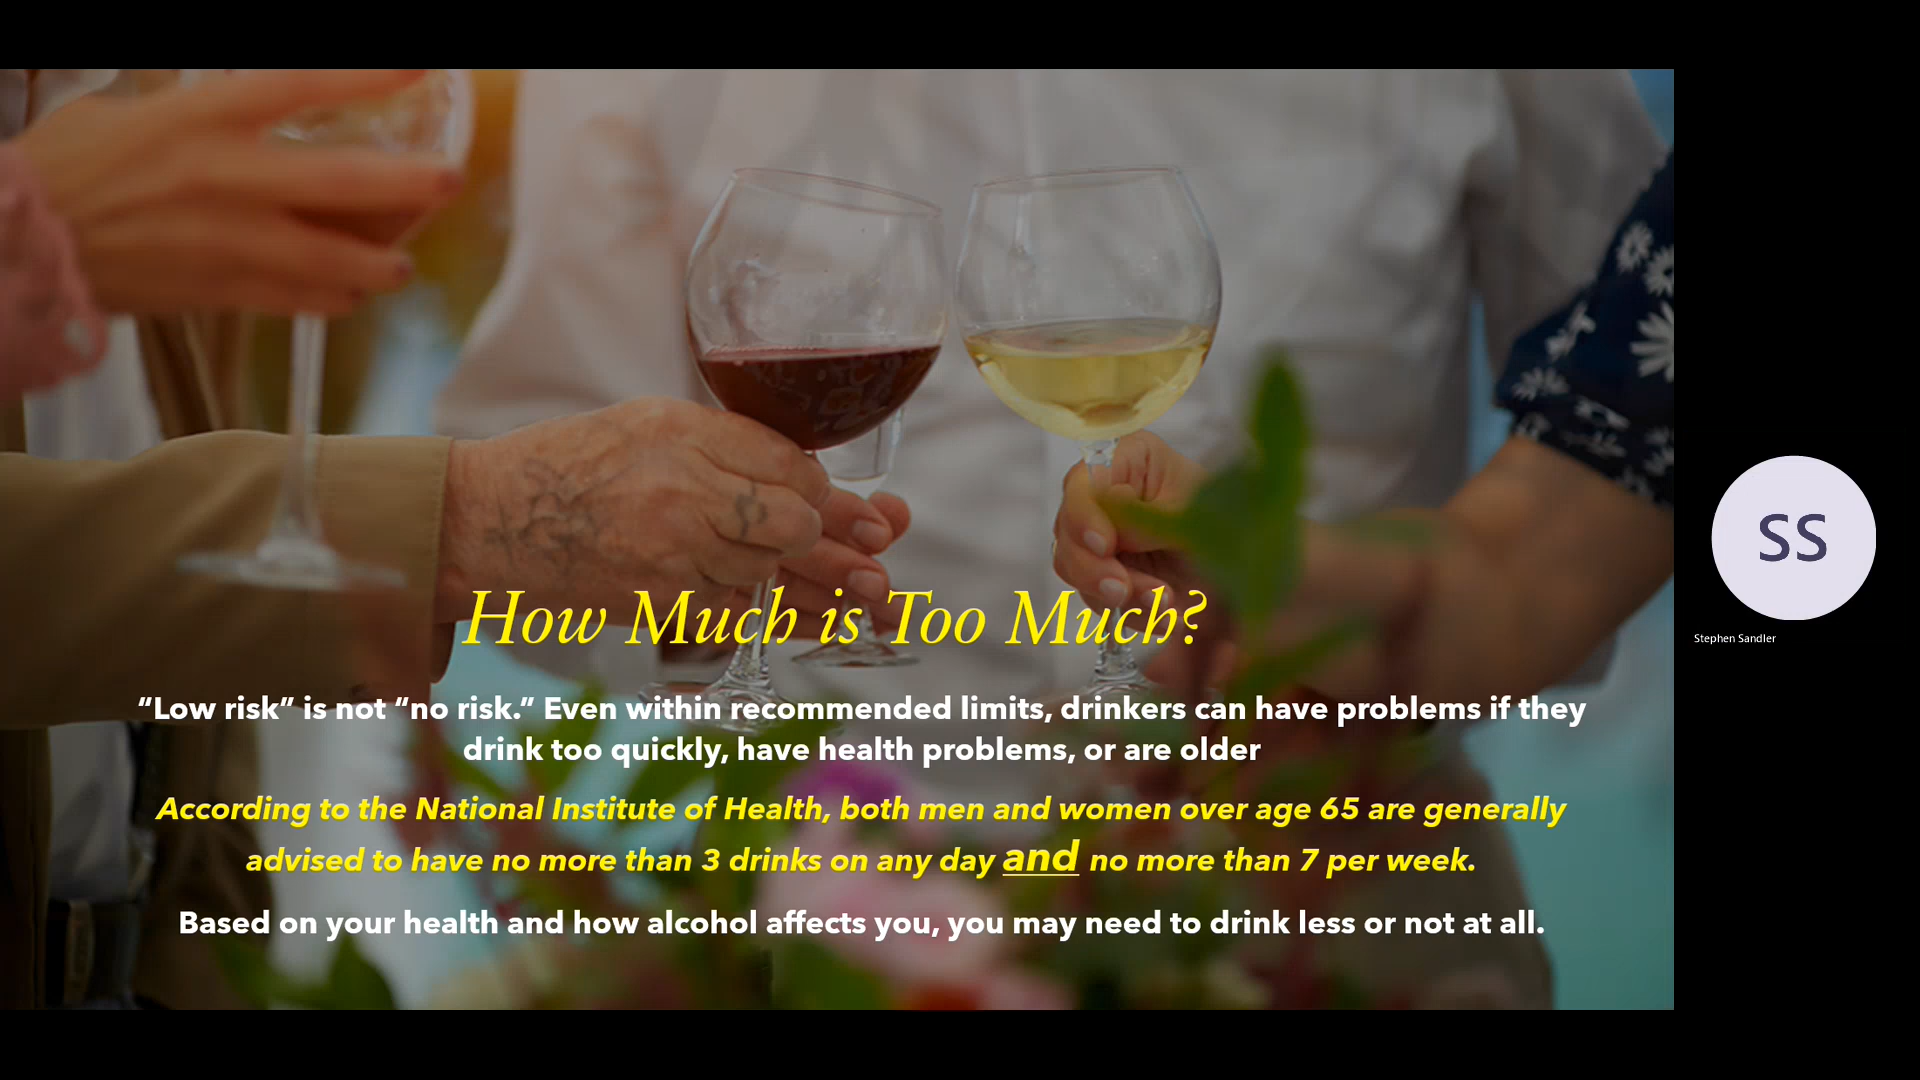 How Much is Too Much?
“Low risk” is not “no risk.” Even within recommended limits, drinkers can have problems if they
drink too quickly, have health problems, or are older
According to the National Institute of Health, both men and women over age 65 are generally
advised to have no more than 3 drinks on any day and no more than 7 per week.
Based on your health and how alcohol affects you, you may need to drink less or not at all.
SS
Stephen Sandler